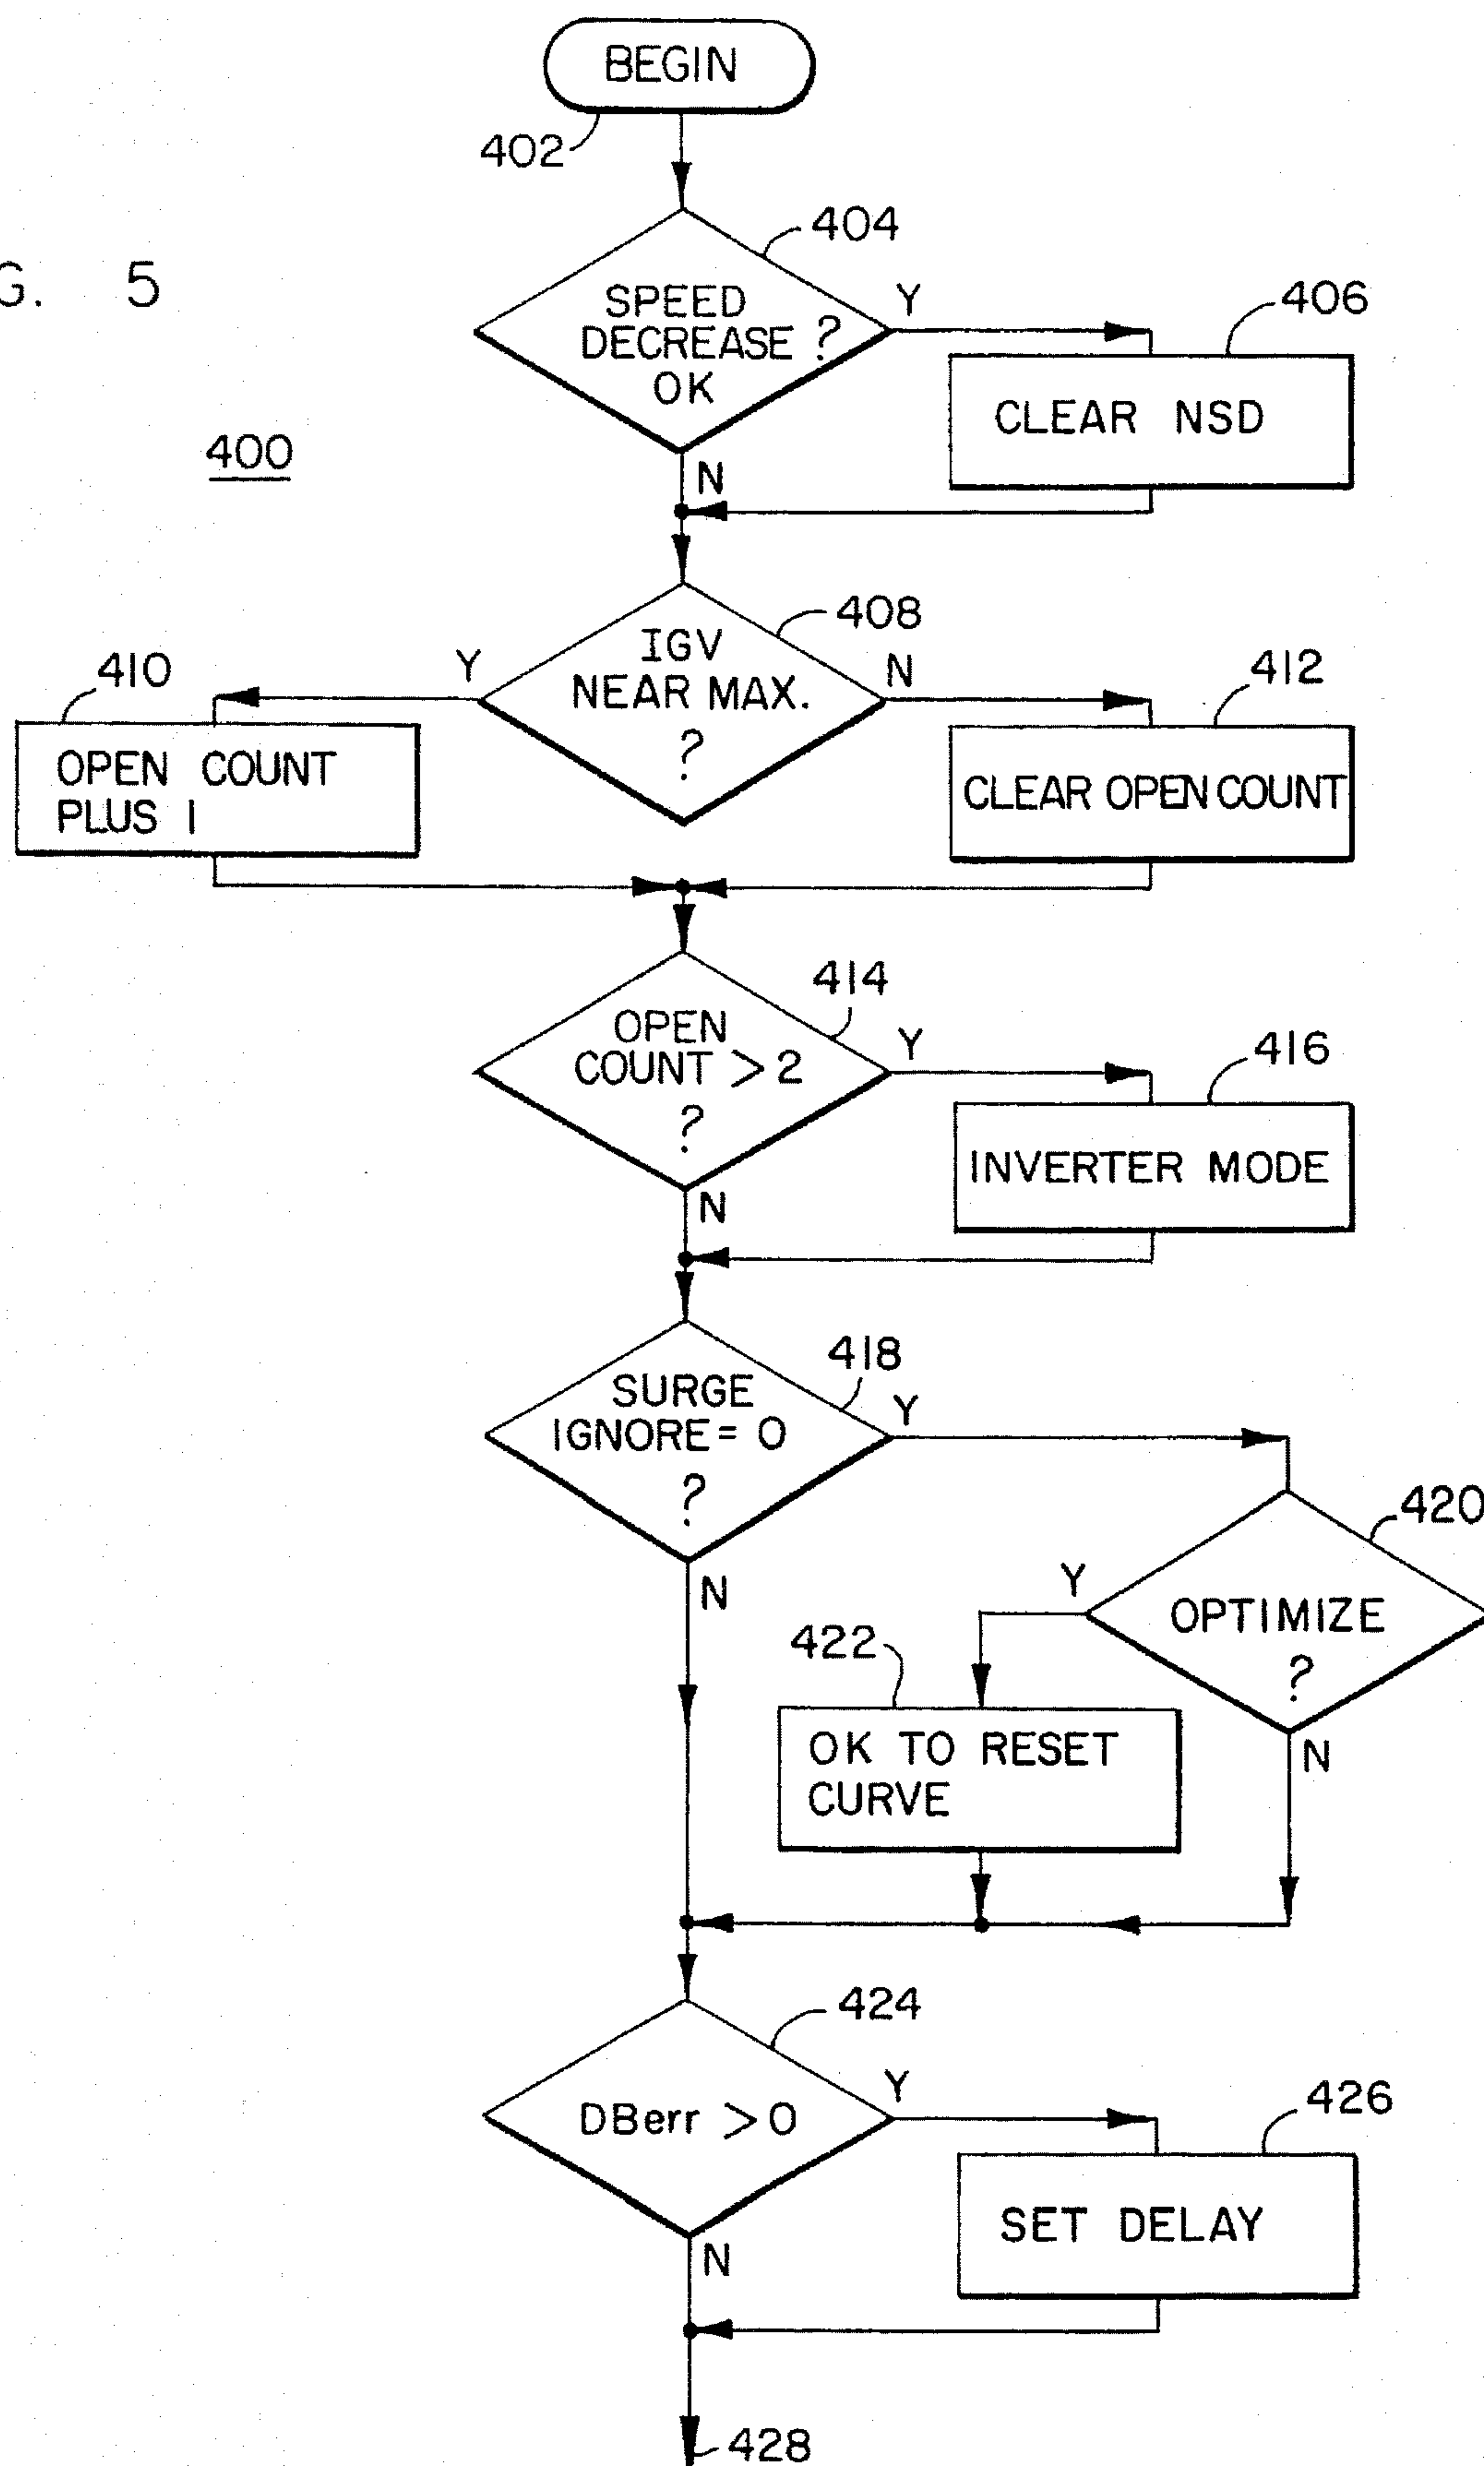 BEGIN
402
404
G. 5
SPEED
DECREASE ?
OK
Y
406
CLEAR NSD
400
N
408
IGV
NEAR MAX.
?
Y
N
410
OPEN COUNT
PLUS 1
412
CLEAR OPEN COUNT
414
OPEN
COUNT > 2
?
Y
416
INVERTER MODE
N
418
SURGE
IGNORE = 0
?
Y
N
420
OPTIMIZE
?
Y
422
OK TO RESET
CURVE
N
424
DBerr > 0
Y
426
SET DELAY
N
428